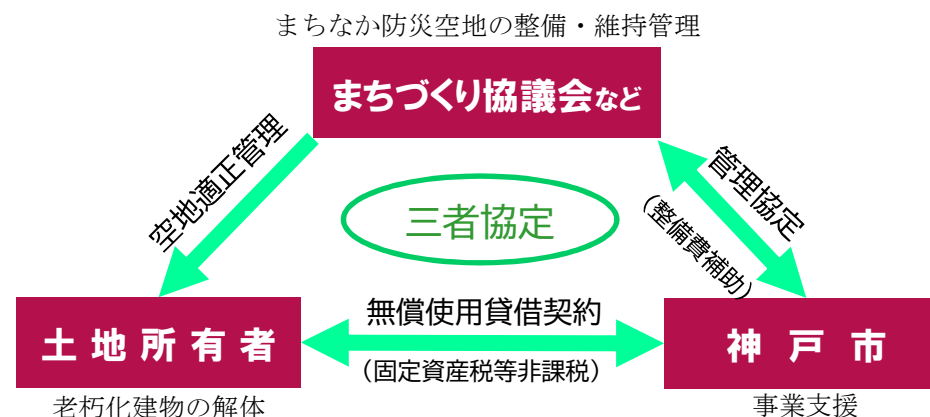 まちなか防災空地の整備・維持管理
まちづくり協議会など
空地適正管理
管理協定
(整備費補助)
三者協定
無償使用貸借契約
(固定資産税等非課税)
土地所有者
神戸市
老朽化建物の解体
事業支援